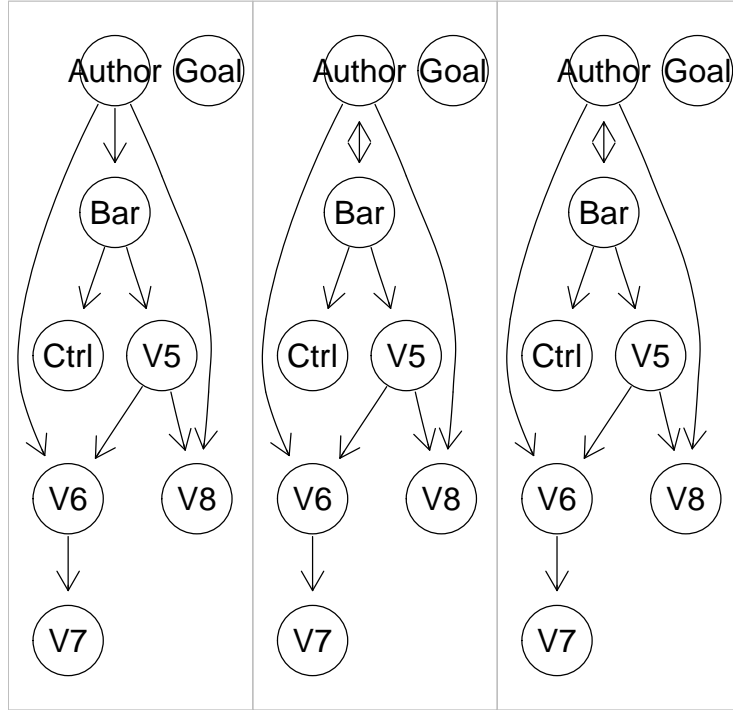 Author Goal Author Goal Author Goal
Bar Bar Bar
Ctrl V5 Ctrl V5 Ctrl V5
V6 V8 V6 V8 V6 V8
V7 V7 V7